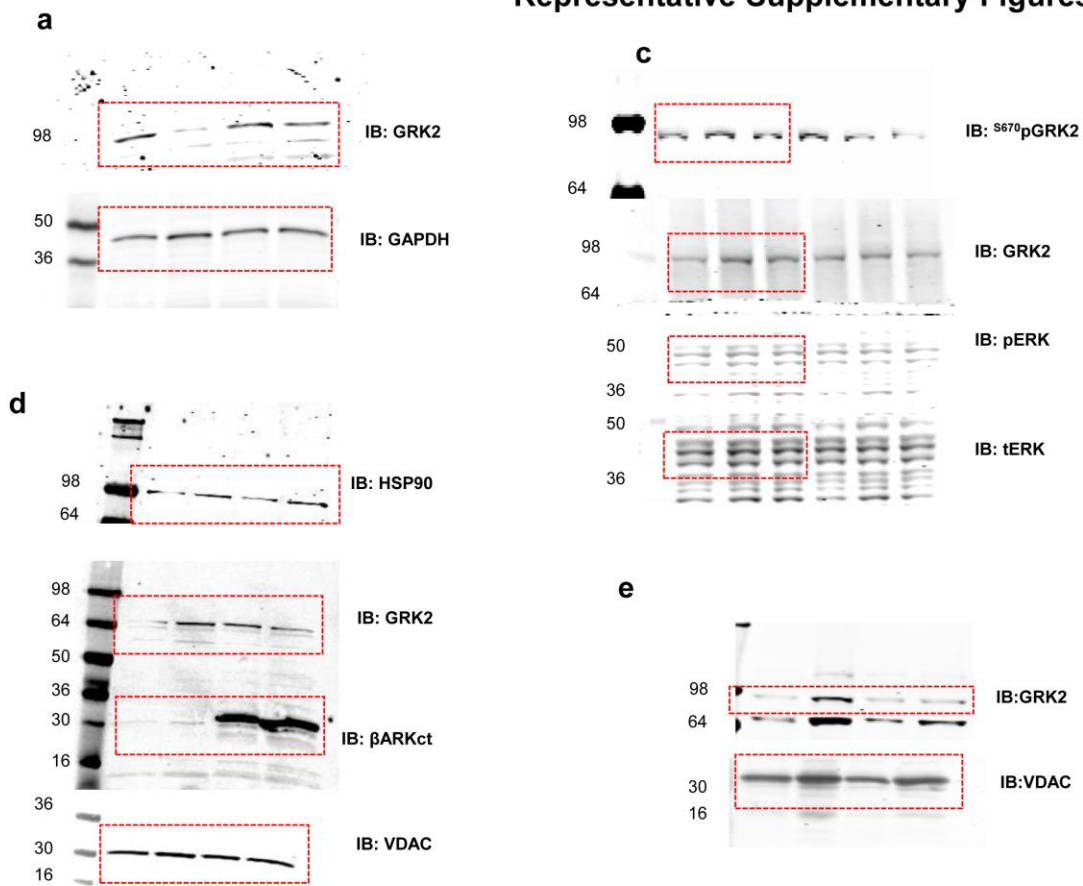 Representative Supplementary Figures
a
98
IB: GRK2
50
36
IB: GAPDH
c
98
64
IB: S670pGRK2
98
64
IB: GRK2
50
36
IB: pERK
50
36
IB: tERK
d
98
64
IB: HSP90
98
64
50
36
30
16
IB: GRK2
IB: βARKct
36
30
16
IB: VDAC
e
98
64
IB:GRK2
30
16
IB:VDAC